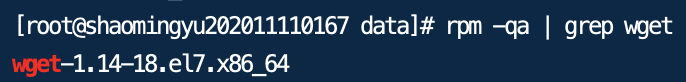 [root@shaomingyu202011110167 data]# rpm -qa | grep wget
wget-1.14-18.el7.x86_64